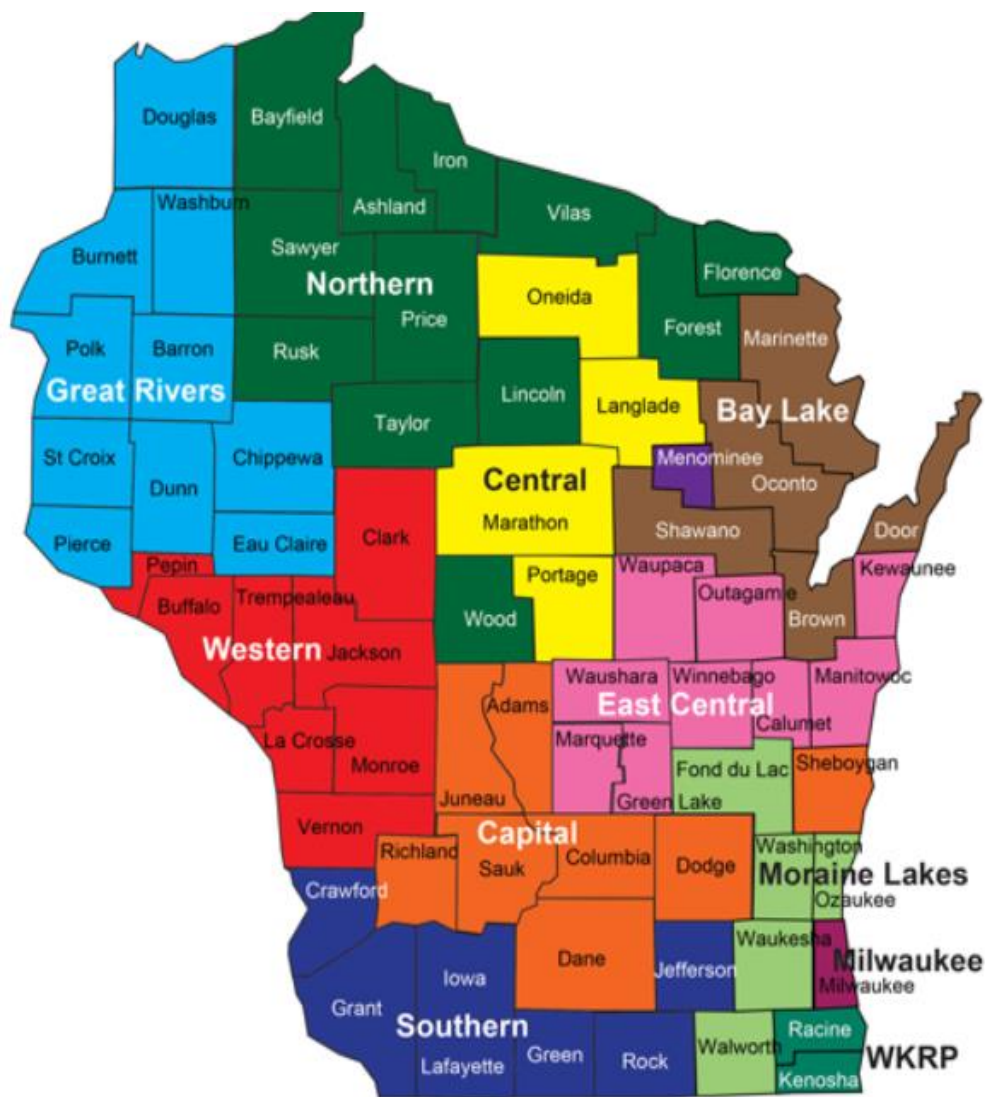 Douglas
Bayfield
Iron
Ashland
Vilas
Washburn
Burnett
Sawyer
Northern
Florence
Oneida
Price
Forest
Marinette
Polk
Barron
Rusk
Great Rivers
Lincoln
Langlade
Bay Lake
Taylor
St Croix
Chippewa
Menominee
Central
Dunn
Oconto
Marathon
Shawano
Door
Pierce
Eau Claire
Clark
Pepin
Waupaca
Kewaunee
Portage
Outagamie
Buffalo
Trempealeau
Wood
Brown
Western
Jackson
Waushara
Winnebago
Manitowoc
Adams
East Central
Calumet
La Crosse
Marquette
Monroe
Fond du Lac
Sheboygan
Juneau
Green Lake
Vernon
Capital
Richland
Sauk
Columbia
Dodge
Washington
Moraine Lakes
Crawford
Ozaukee
Waukesha
Dane
Jefferson
Milwaukee
Iowa
Milwaukee
Grant
Southern
Racine
Walworth
WKRP
Lafayette
Green
Rock
Kenosha